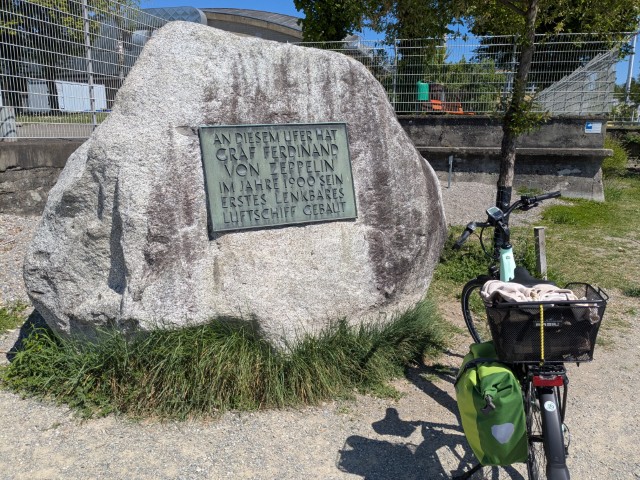 AN DIESEM UFER HAT
GRAF FERDINAND
VON ZEPPELIN
IM JAHRE 1900 SEIN
ERSTES LENKBARES
LUFTSCHIFF GEBAUT